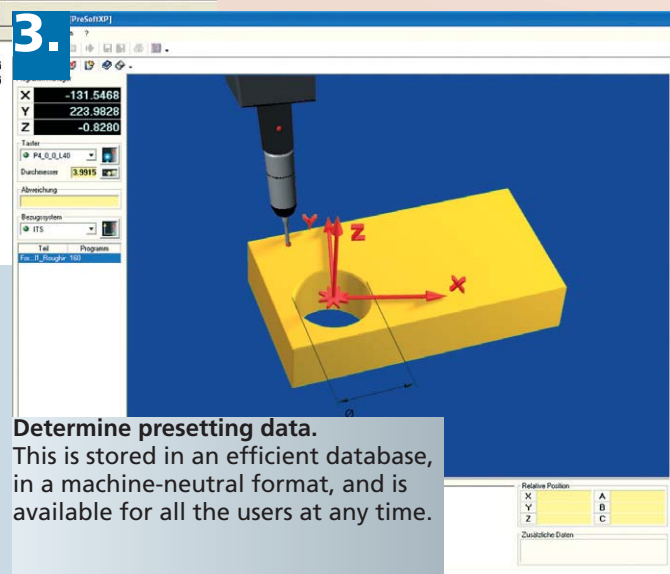 3.
[PreSoftXP]
?
X -131.5468
Y 223.9828
Z -0.8280
Taster
P4_0_0_L40
Durchmesser 3.9915
Abweichung
Bezugssystem
ITS
Teil Programm
160
Y
Z
X
Ø
Determine presetting data.
This is stored in an efficient database,
in a machine-neutral format, and is
available for all the users at any time.
Relative Position
X A
Y B
Z C
Zusätzliche Daten